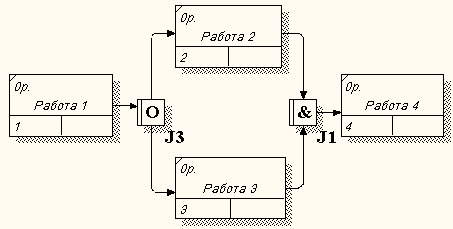 0р.
Работа 2
2
0р.
Работа 1
1
O
J3
&
J1
0р.
Работа 4
4
0р.
Работа 3
3